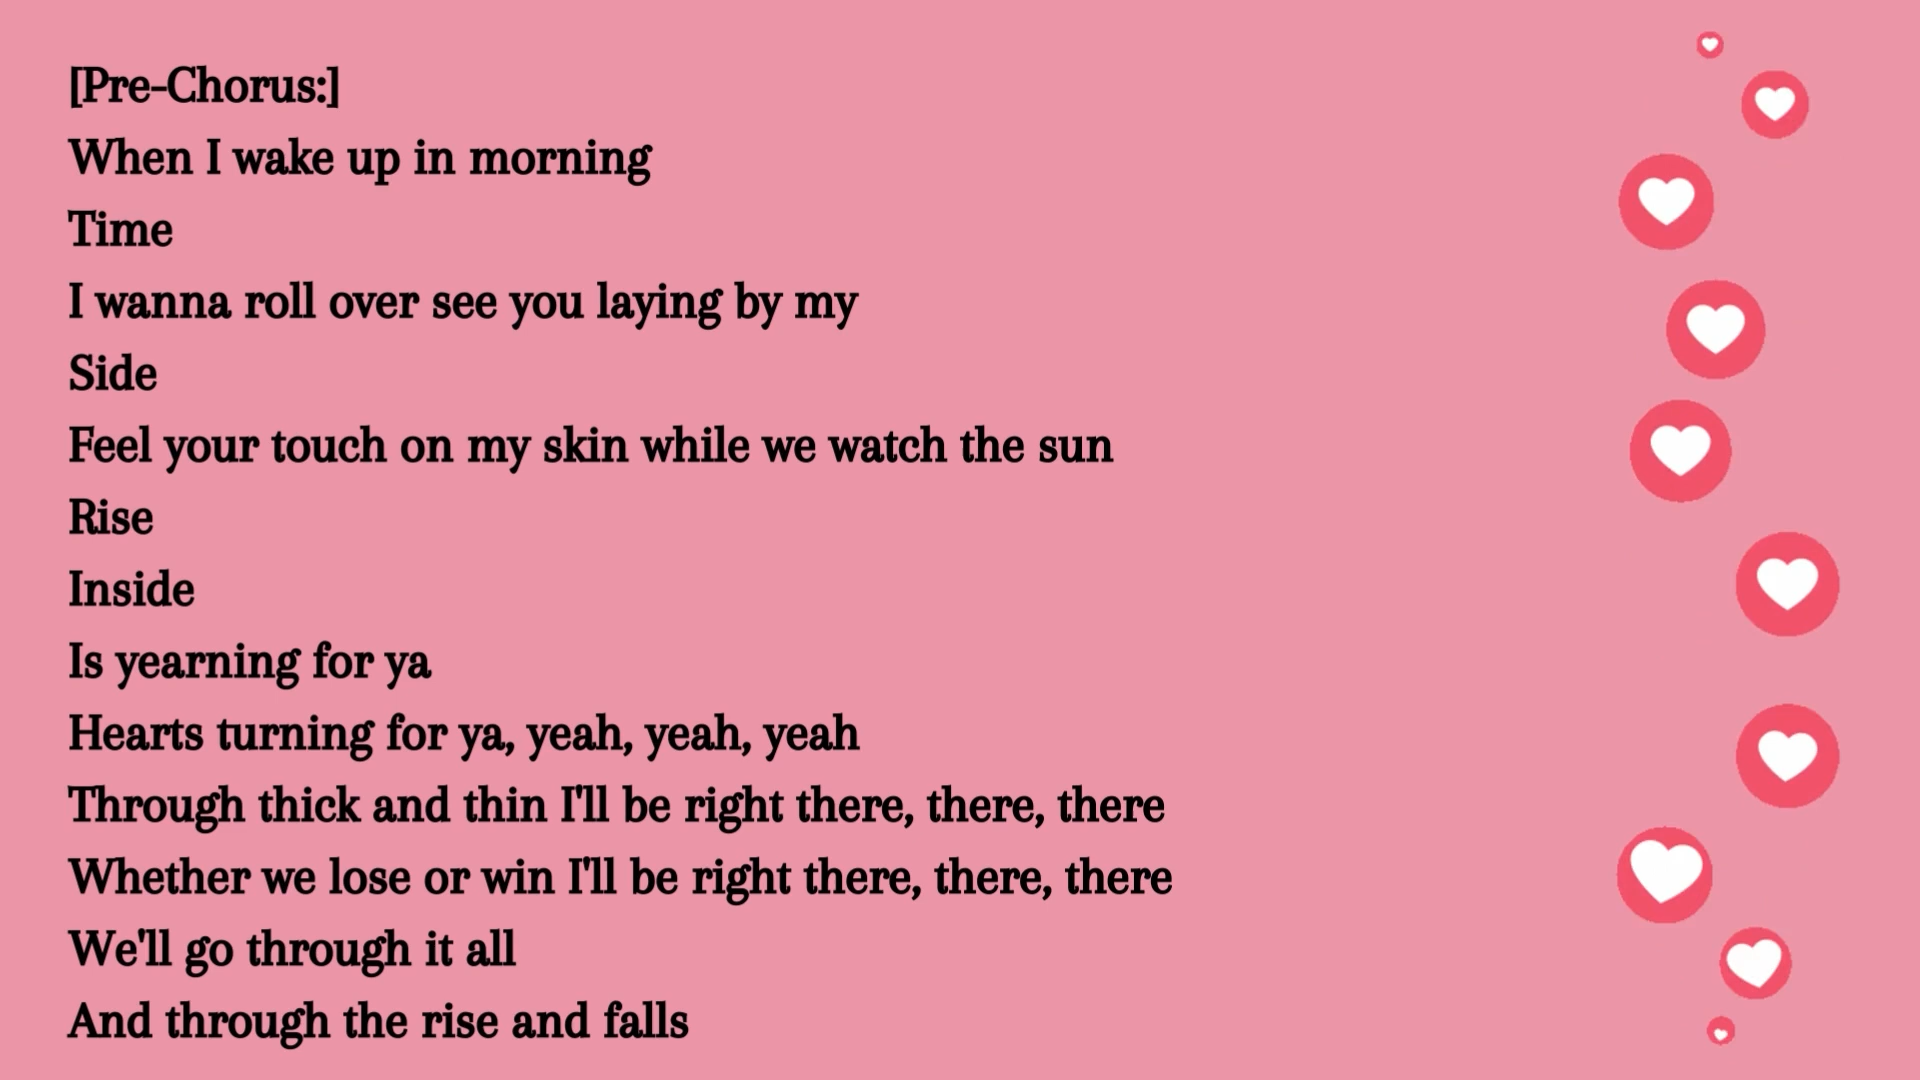 [Pre-Chorus:]
When I wake up in morning
Time
I wanna roll over see you laying by my
Side
Feel your touch on my skin while we watch the sun
Rise
Inside
Is yearning for ya
Hearts turning for ya, yeah, yeah, yeah
Through thick and thin I'll be right there, there, there
Whether we lose or win I'll be right there, there, there
We'll go through it all
And through the rise and falls